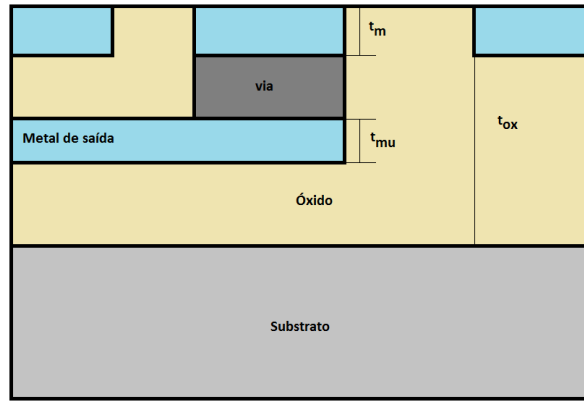 tm
via
tox
Metal de saída
tmu
Óxido
Substrato